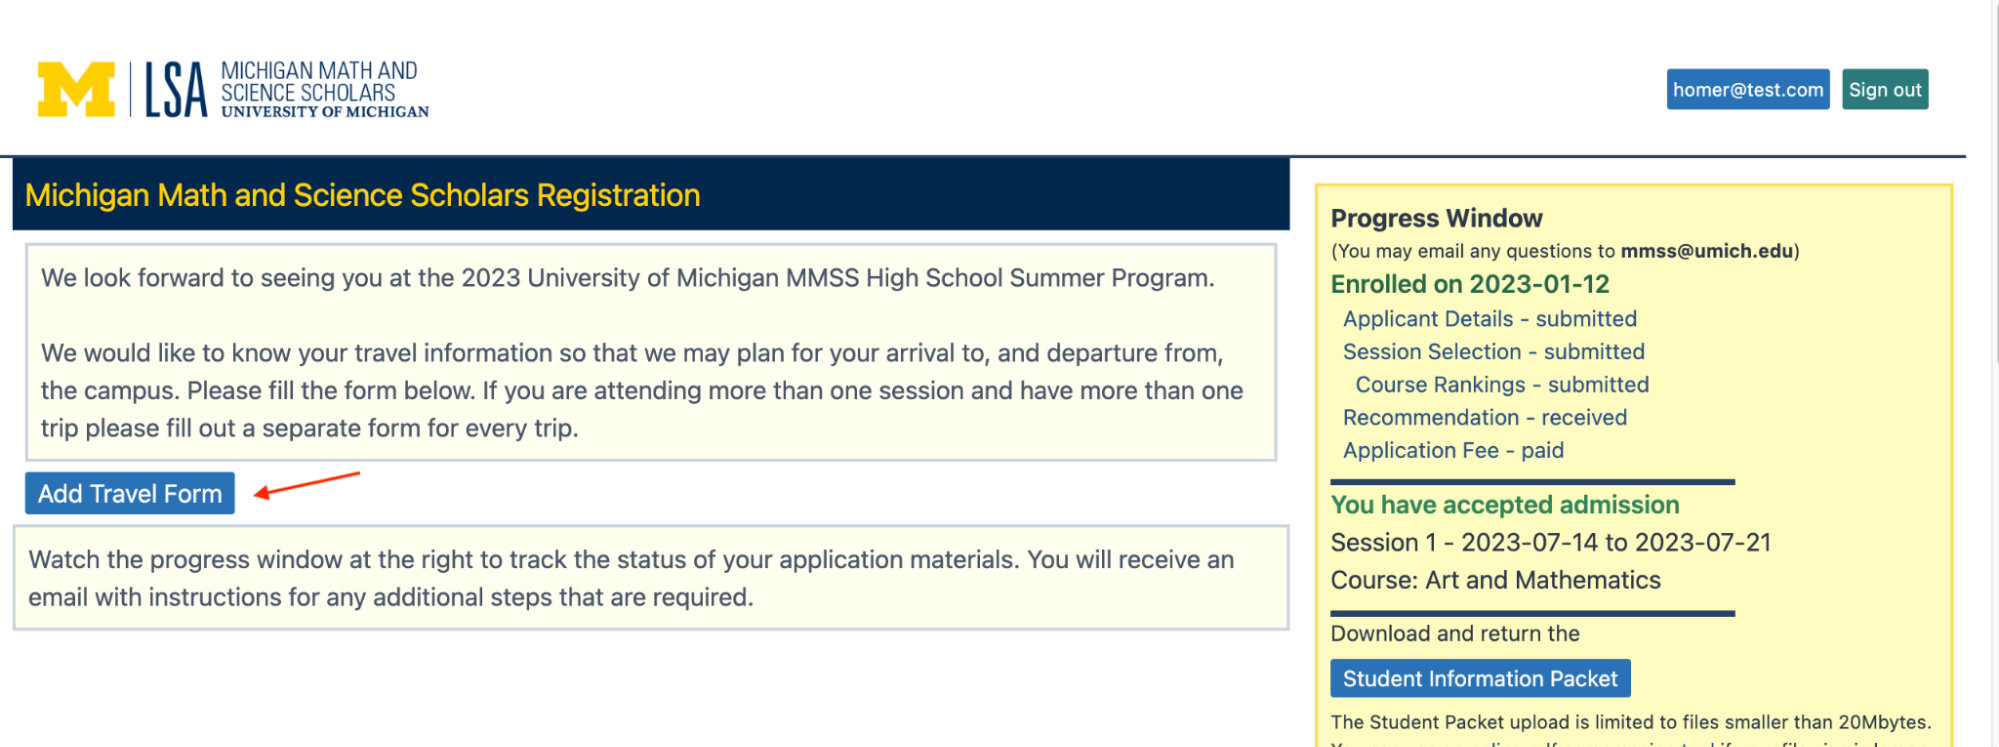 M | LSA MICHIGAN MATH AND
SCIENCE SCHOLARS
UNIVERSITY OF MICHIGAN
homer@test.com Sign out
Michigan Math and Science Scholars Registration
We look forward to seeing you at the 2023 University of Michigan MMSS High School Summer Program.
We would like to know your travel information so that we may plan for your arrival to, and departure from,
the campus. Please fill the form below. If you are attending more than one session and have more than one
trip please fill out a separate form for every trip.
Add Travel Form
Watch the progress window at the right to track the status of your application materials. You will receive an
email with instructions for any additional steps that are required.
Progress Window
(You may email any questions to mmss@umich.edu)
Enrolled on 2023-01-12
Applicant Details - submitted
Session Selection - submitted
Course Rankings - submitted
Recommendation - received
Application Fee - paid
You have accepted admission
Session 1 - 2023-07-14 to 2023-07-21
Course: Art and Mathematics
Download and return the
Student Information Packet
The Student Packet upload is limited to files smaller than 20Mbytes.